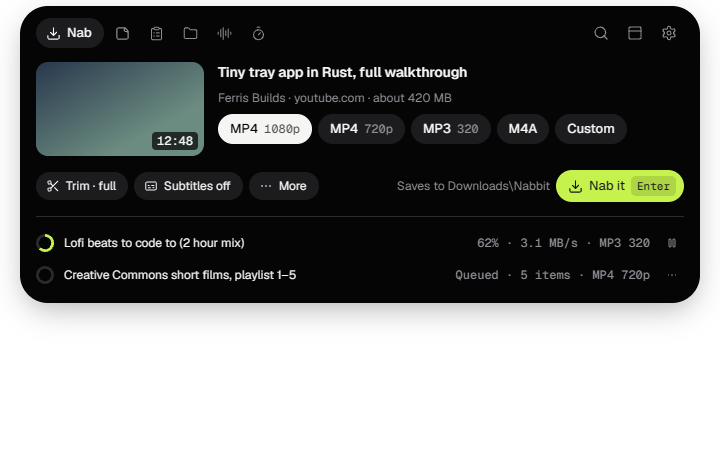 Nab
Tiny tray app in Rust, full walkthrough
Ferris Builds · youtube.com · about 420 MB
12:48
MP4 1080p MP4 720p MP3 320 M4A Custom
Trim · full Subtitles off ··· More Saves to Downloads\Nabbit Nab it Enter
Lofi beats to code to (2 hour mix) 62% · 3.1 MB/s · MP3 320
Creative Commons short films, playlist 1–5 Queued · 5 items · MP4 720p ···